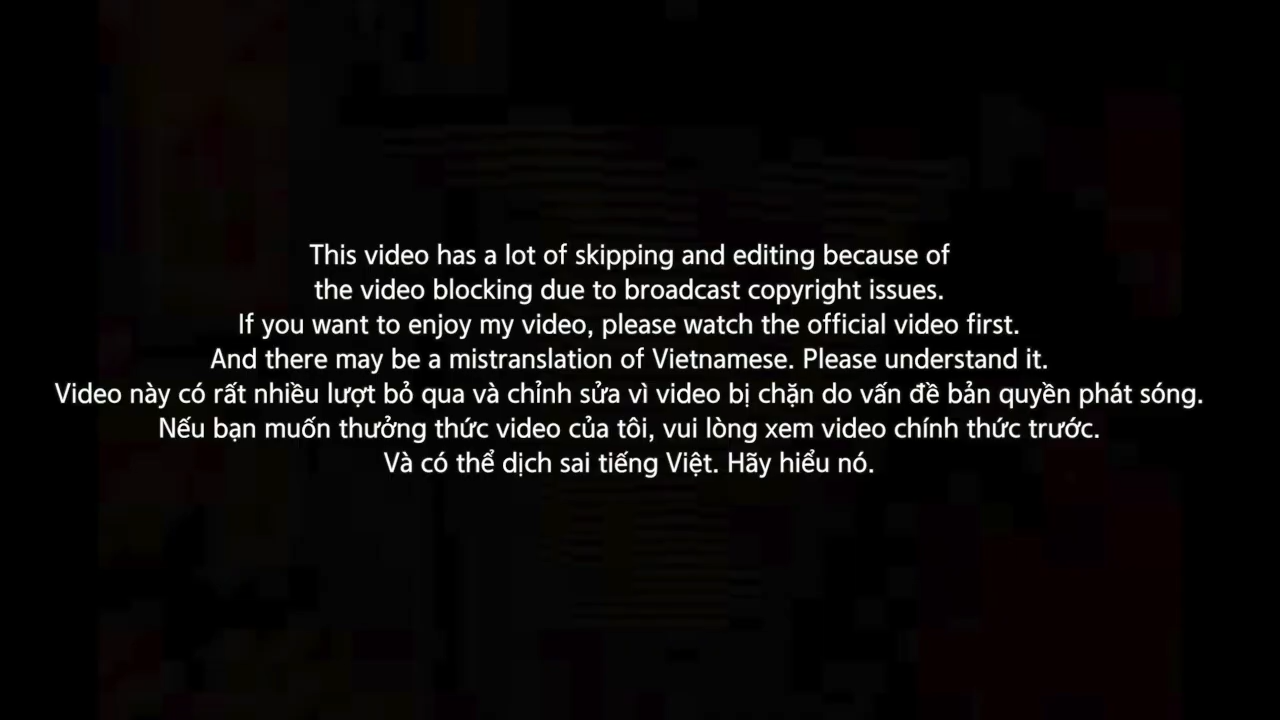 This video has a lot of skipping and editing because of
the video blocking due to broadcast copyright issues.
If you want to enjoy my video, please watch the official video first.
And there may be a mistranslation of Vietnamese. Please understand it.
Video này có rất nhiều lượt bỏ qua và chỉnh sửa vì video bị chặn do vấn đề bản quyền phát sóng.
Nếu bạn muốn thưởng thức video của tôi, vui lòng xem video chính thức trước.
Và có thể dịch sai tiếng Việt. Hãy hiểu nó.